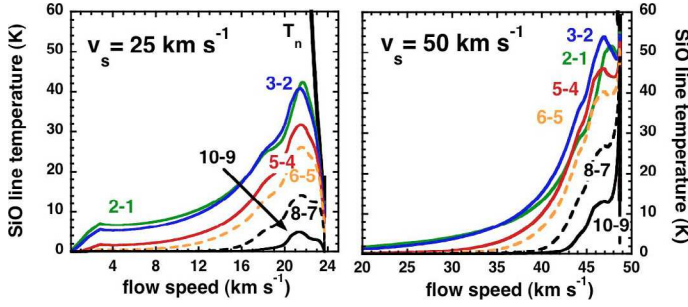 60
50
40
30
20
10
0
SiO line temperature (K)
v_s = 25 km s^-1
T_n
3-2
10-9
5-4
6-5
2-1
8-7
4 8 12 16 20 24
flow speed (km s^-1)
v_s = 50 km s^-1
3-2
2-1
5-4
6-5
8-7
10-9
20 25 30 35 40 45 50
flow speed (km s^-1)
60
50
40
30
20
10
0
SiO line temperature (K)